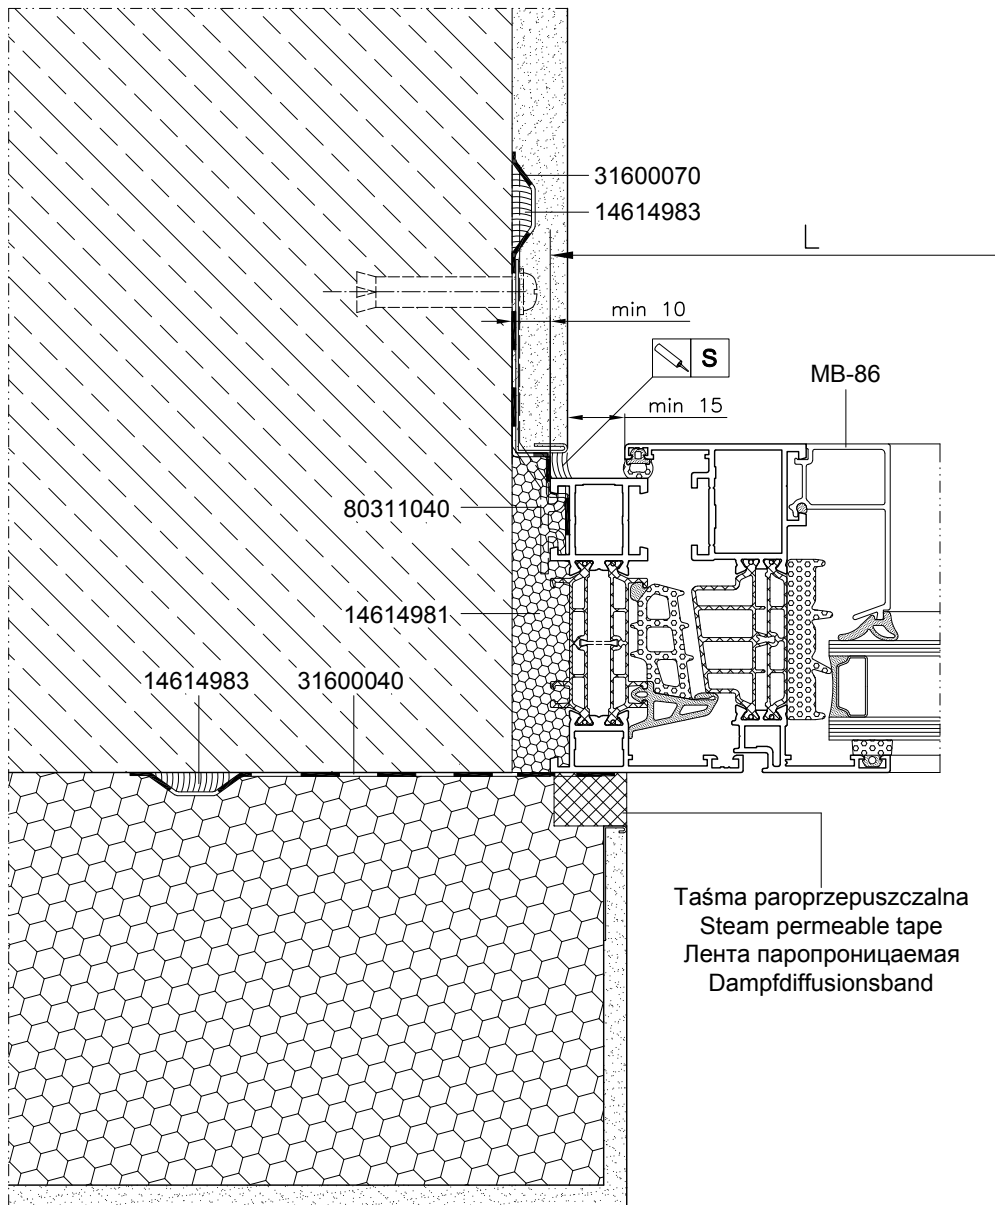 31600070
14614983
L
min 10
S
MB-86
min 15
80311040
14614981
14614983
31600040
Taśma paroprzepuszczalna
Steam permeable tape
Лента паропроницаемая
Dampfdiffusionsband